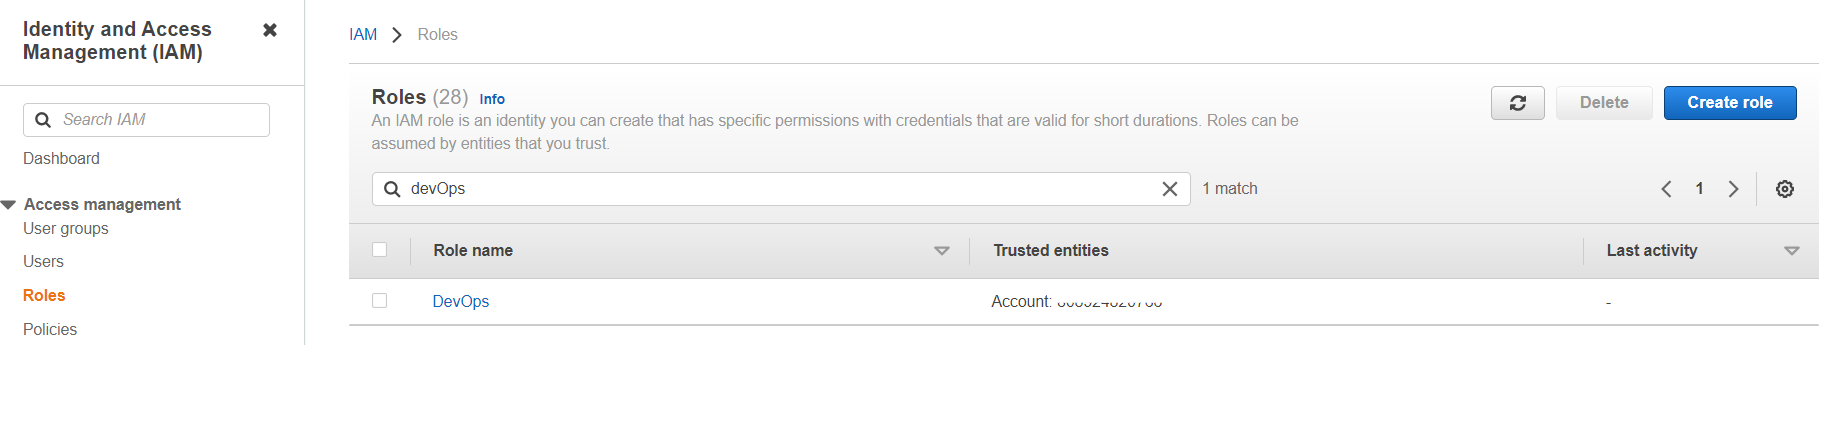 Identity and Access
Management (IAM)
Search IAM
Dashboard
Access management
User groups
Users
Roles
Policies
IAM > Roles
Roles (28) Info
Delete
Create role
An IAM role is an identity you can create that has specific permissions with credentials that are valid for short durations. Roles can be
assumed by entities that you trust.
devOps
1 match
1
Role name
Trusted entities
Last activity
DevOps
Account:
-